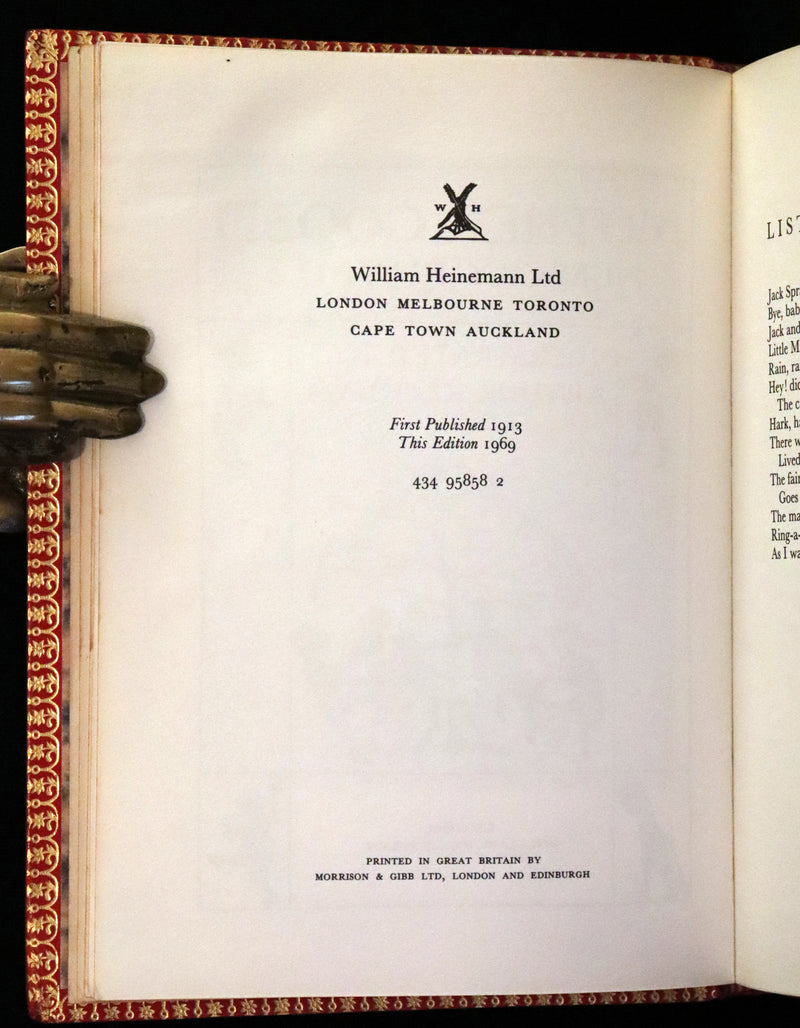 W H
William Heinemann Ltd
LONDON MELBOURNE TORONTO
CAPE TOWN AUCKLAND
First Published 1913
This Edition 1969
434 95858 2
PRINTED IN GREAT BRITAIN BY
MORRISON & GIBB LTD, LONDON AND EDINBURGH
LIST
Jack Spr
Bye, bab
Jack and
Little M
Rain, ra
Hey! did
The c
Hark, h
There w
Lived
The fair
Goes
The ma
Ring-a-
As I wa